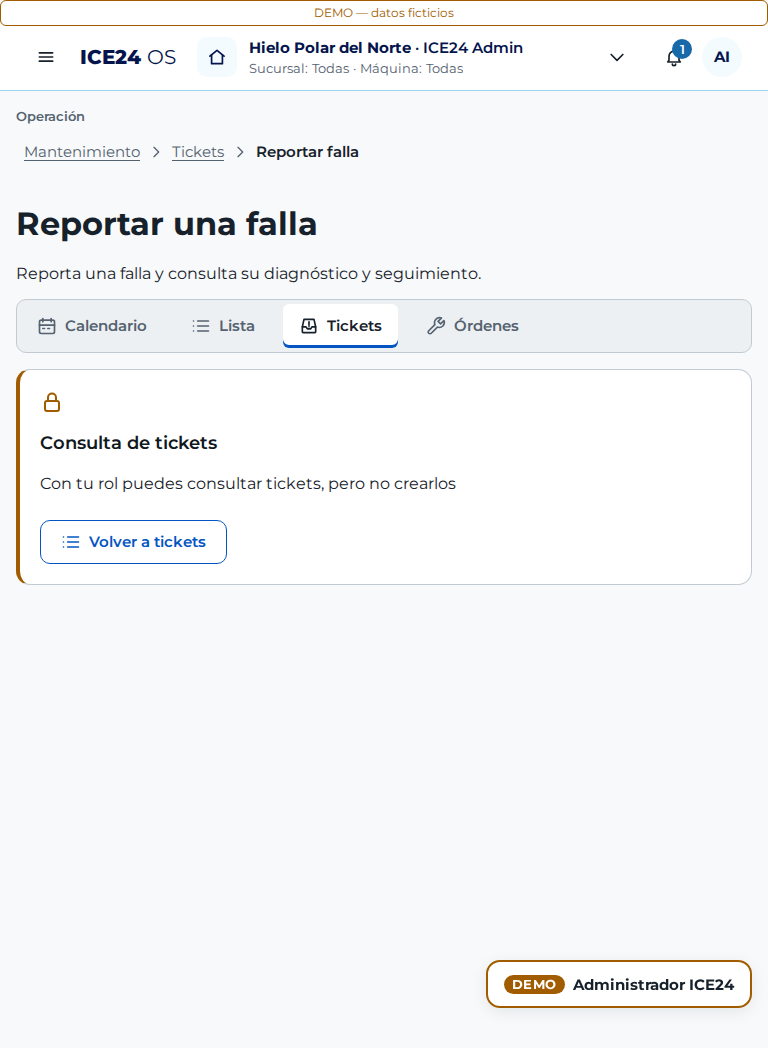 DEMO — datos ficticios
ICE24 OS
Hielo Polar del Norte · ICE24 Admin
Sucursal: Todas · Máquina: Todas
1
AI
Operación
Mantenimiento > Tickets > Reportar falla
Reportar una falla
Reporta una falla y consulta su diagnóstico y seguimiento.
Calendario Lista Tickets Órdenes
Consulta de tickets
Con tu rol puedes consultar tickets, pero no crearlos
Volver a tickets
DEMO Administrador ICE24